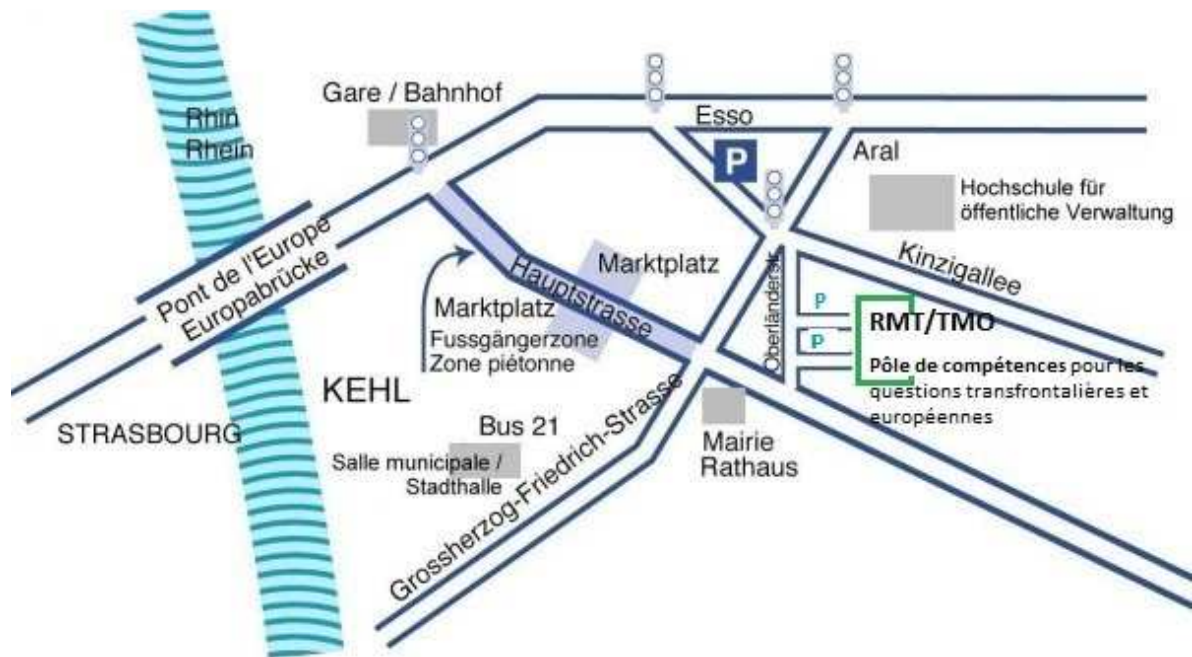 Gare / Bahnhof
Rhin
Rhein
Esso
P
Aral
Hochschule für
öffentliche Verwaltung
Pont de l'Europe
Europabrücke
Marktplatz
Hauptstrasse
Kinzigallee
Oberländerstr.
Marktplatz
Fussgängerzone
Zone piétonne
P
P
RMT/TMO
Pôle de compétences pour les
questions transfrontalières et
européennes
KEHL
STRASBOURG
Bus 21
Salle municipale /
Stadthalle
Grossherzog-Friedrich-Strasse
Mairie
Rathaus